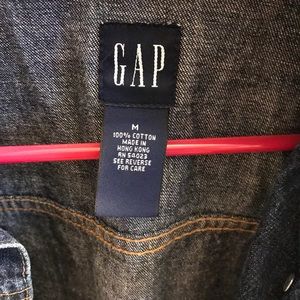 GAP
M
100% COTTON
MADE IN
HONG KONG
RN 54023
SEE REVERSE
FOR CARE